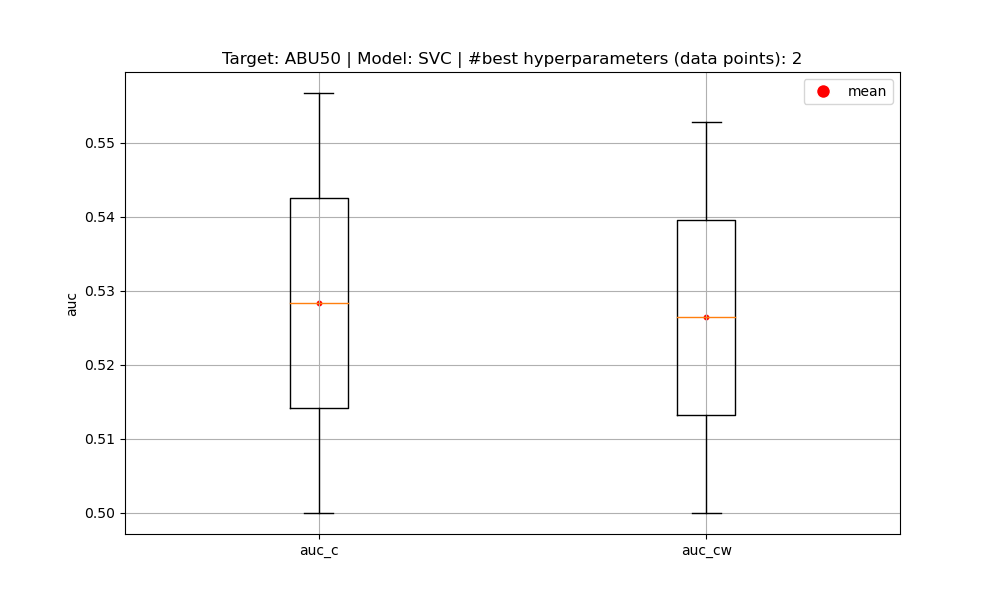 Target: ABU50 | Model: SVC | #best hyperparameters (data points): 2
mean
0.55
0.54
0.53
0.52
0.51
0.50
auc
auc_c
auc_cw